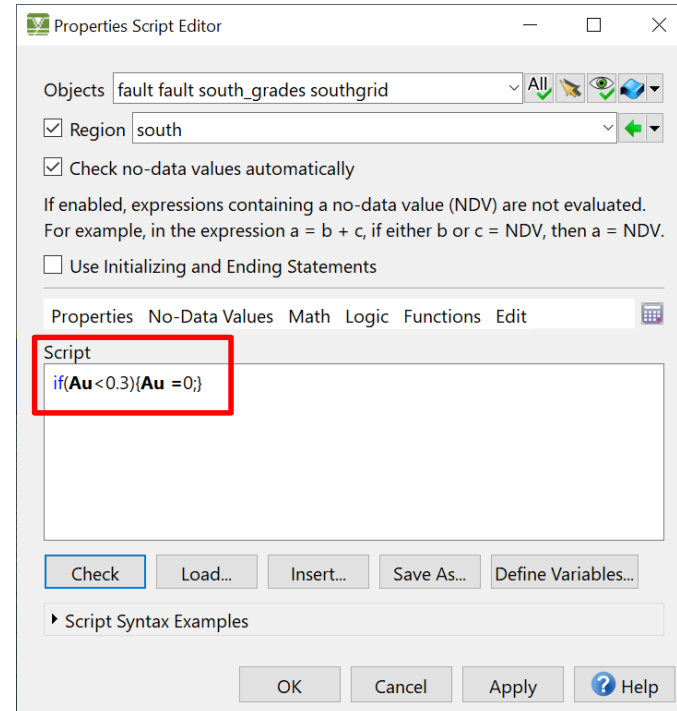 Properties Script Editor
Objects fault fault south_grades southgrid All
Region south
Check no-data values automatically
If enabled, expressions containing a no-data value (NDV) are not evaluated.
For example, in the expression a = b + c, if either b or c = NDV, then a = NDV.
Use Initializing and Ending Statements
Properties No-Data Values Math Logic Functions Edit
Script
if(Au<0.3){Au =0;}
Check Load... Insert... Save As... Define Variables...
Script Syntax Examples
OK Cancel Apply ? Help